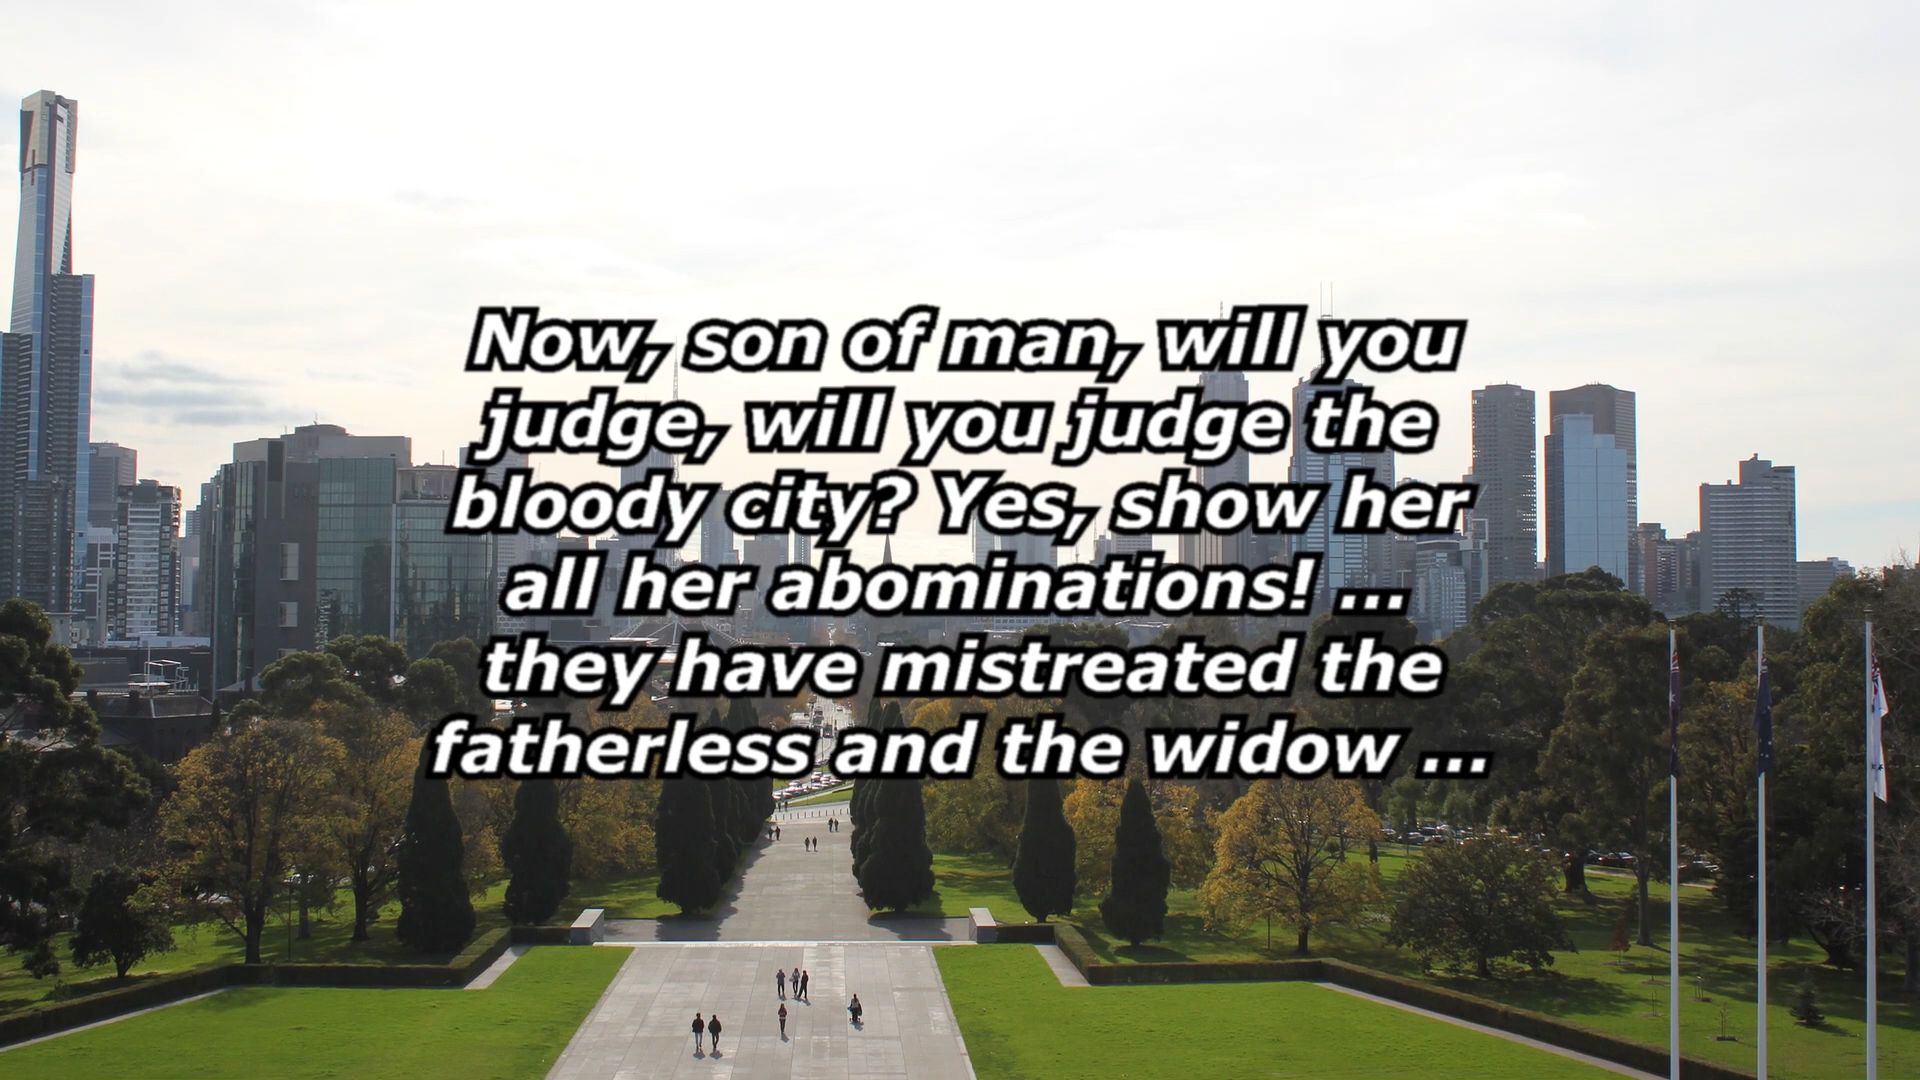 Now, son of man, will you
judge, will you judge the
bloody city? Yes, show her
all her abominations! ...
they have mistreated the
fatherless and the widow ...